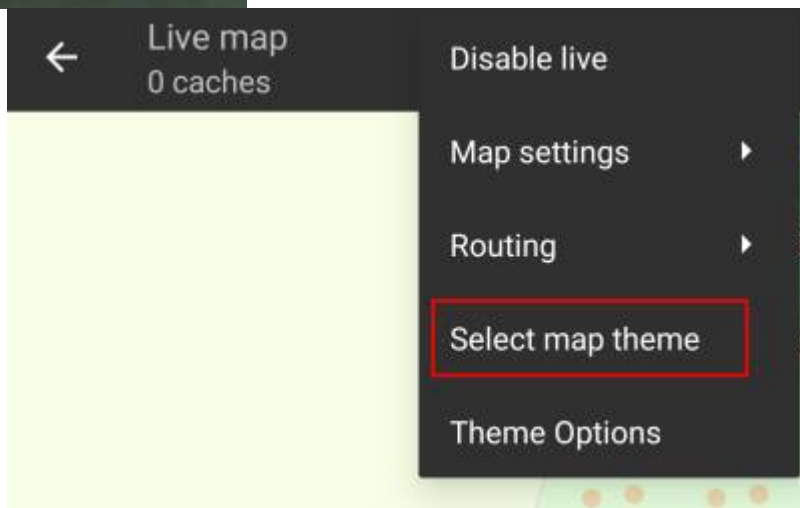 Live map
0 caches
Disable live
Map settings
Routing
Select map theme
Theme Options